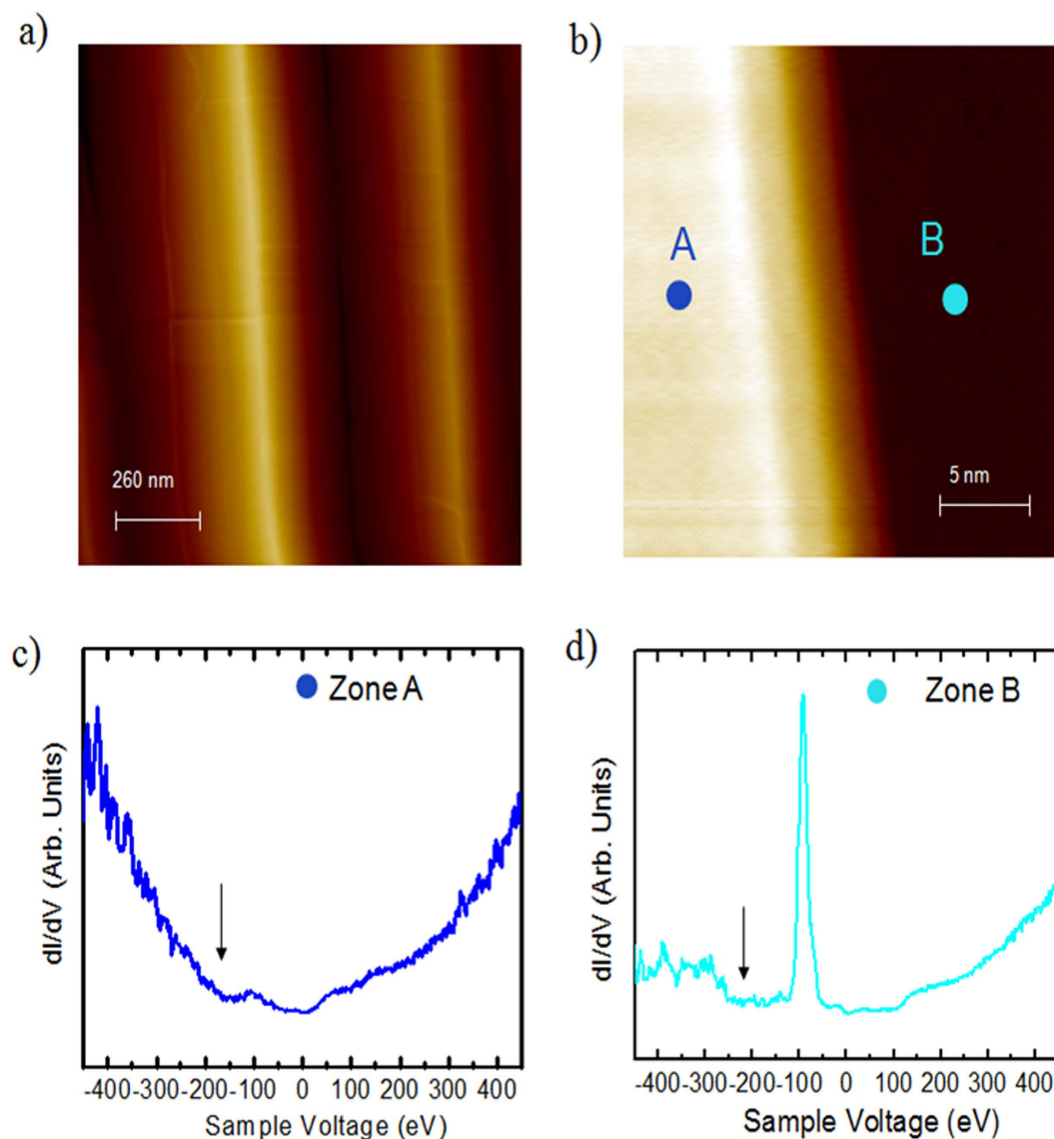 a)
b)
A
B
260 nm
5 nm
c)
d)
Zone A
Zone B
dI/dV (Arb. Units)
dI/dV (Arb. Units)
-400 -300 -200 -100 0 100 200 300 400
-400 -300 -200 -100 0 100 200 300 400
Sample Voltage (eV)
Sample Voltage (eV)